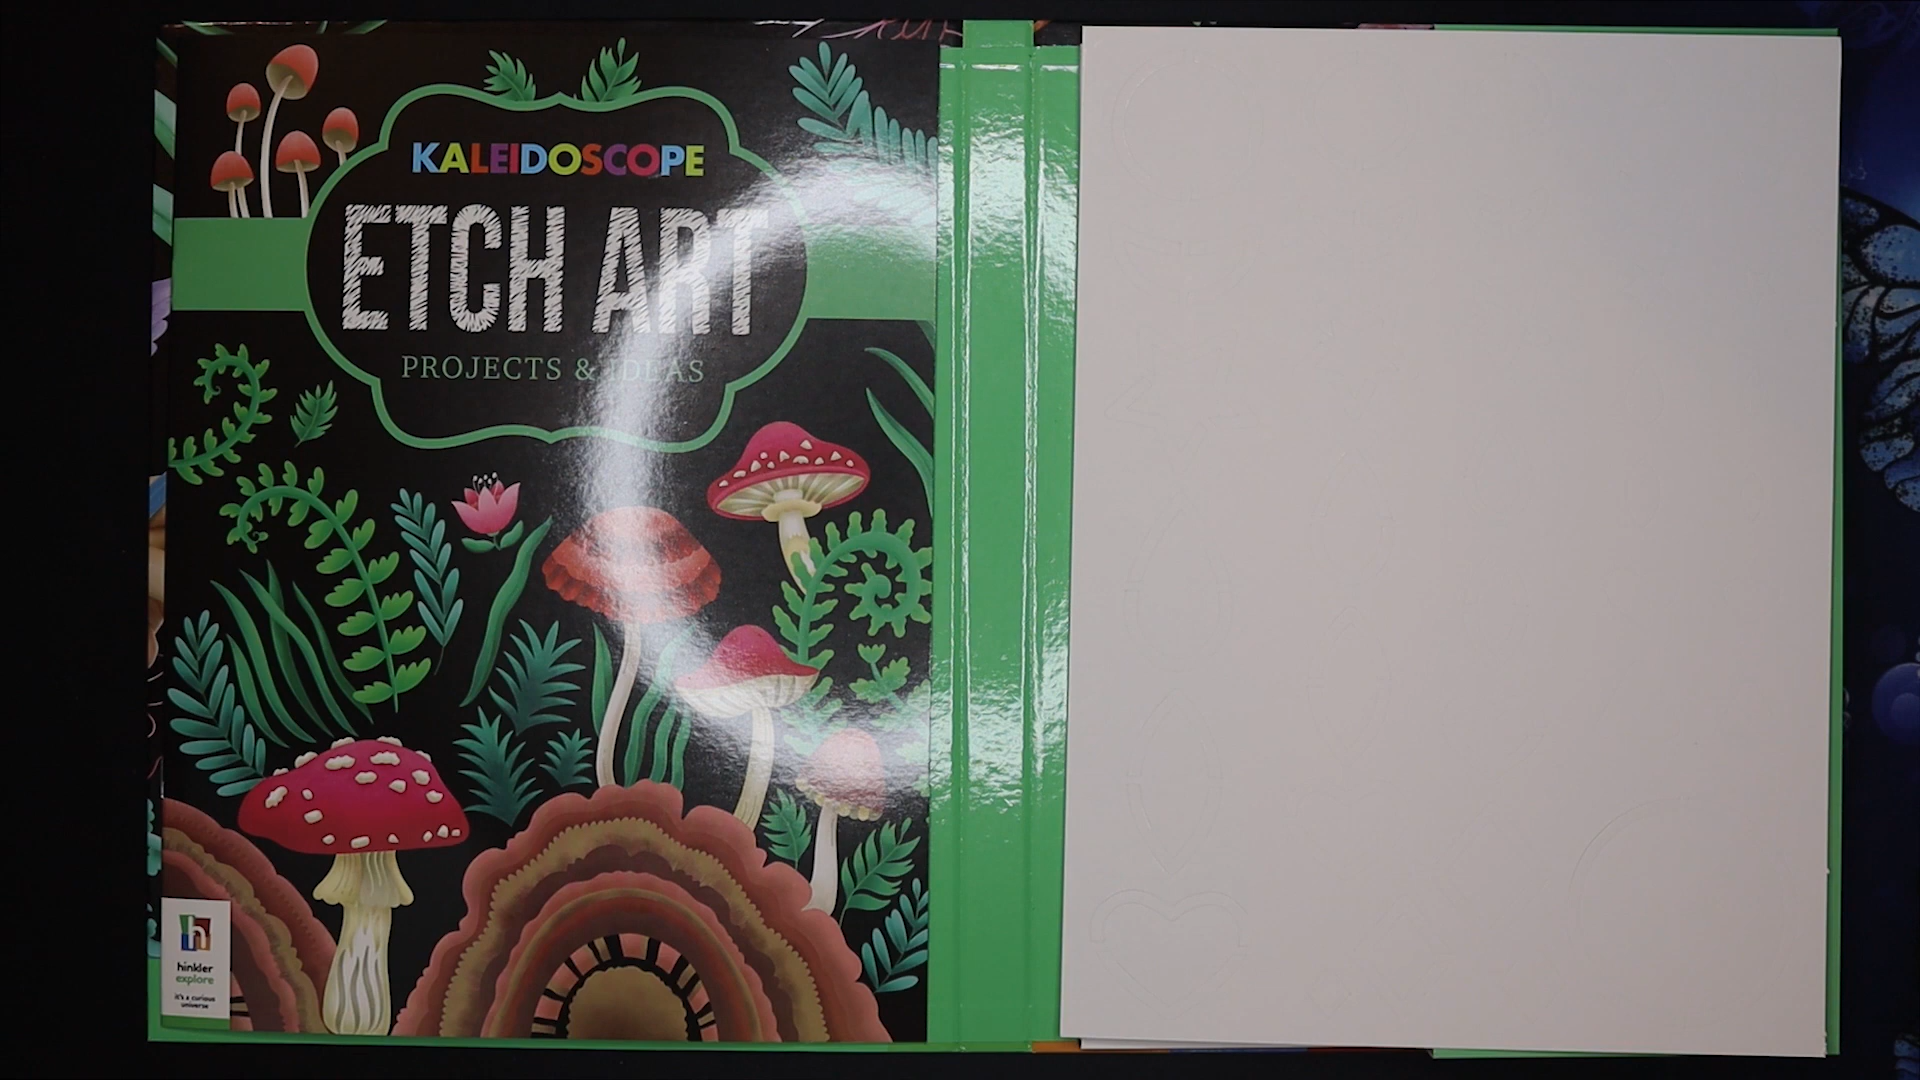 KALEIDOSCOPE
ETCH ART
PROJECTS & IDEAS
h
hinkler
explore
it's a curious
universe